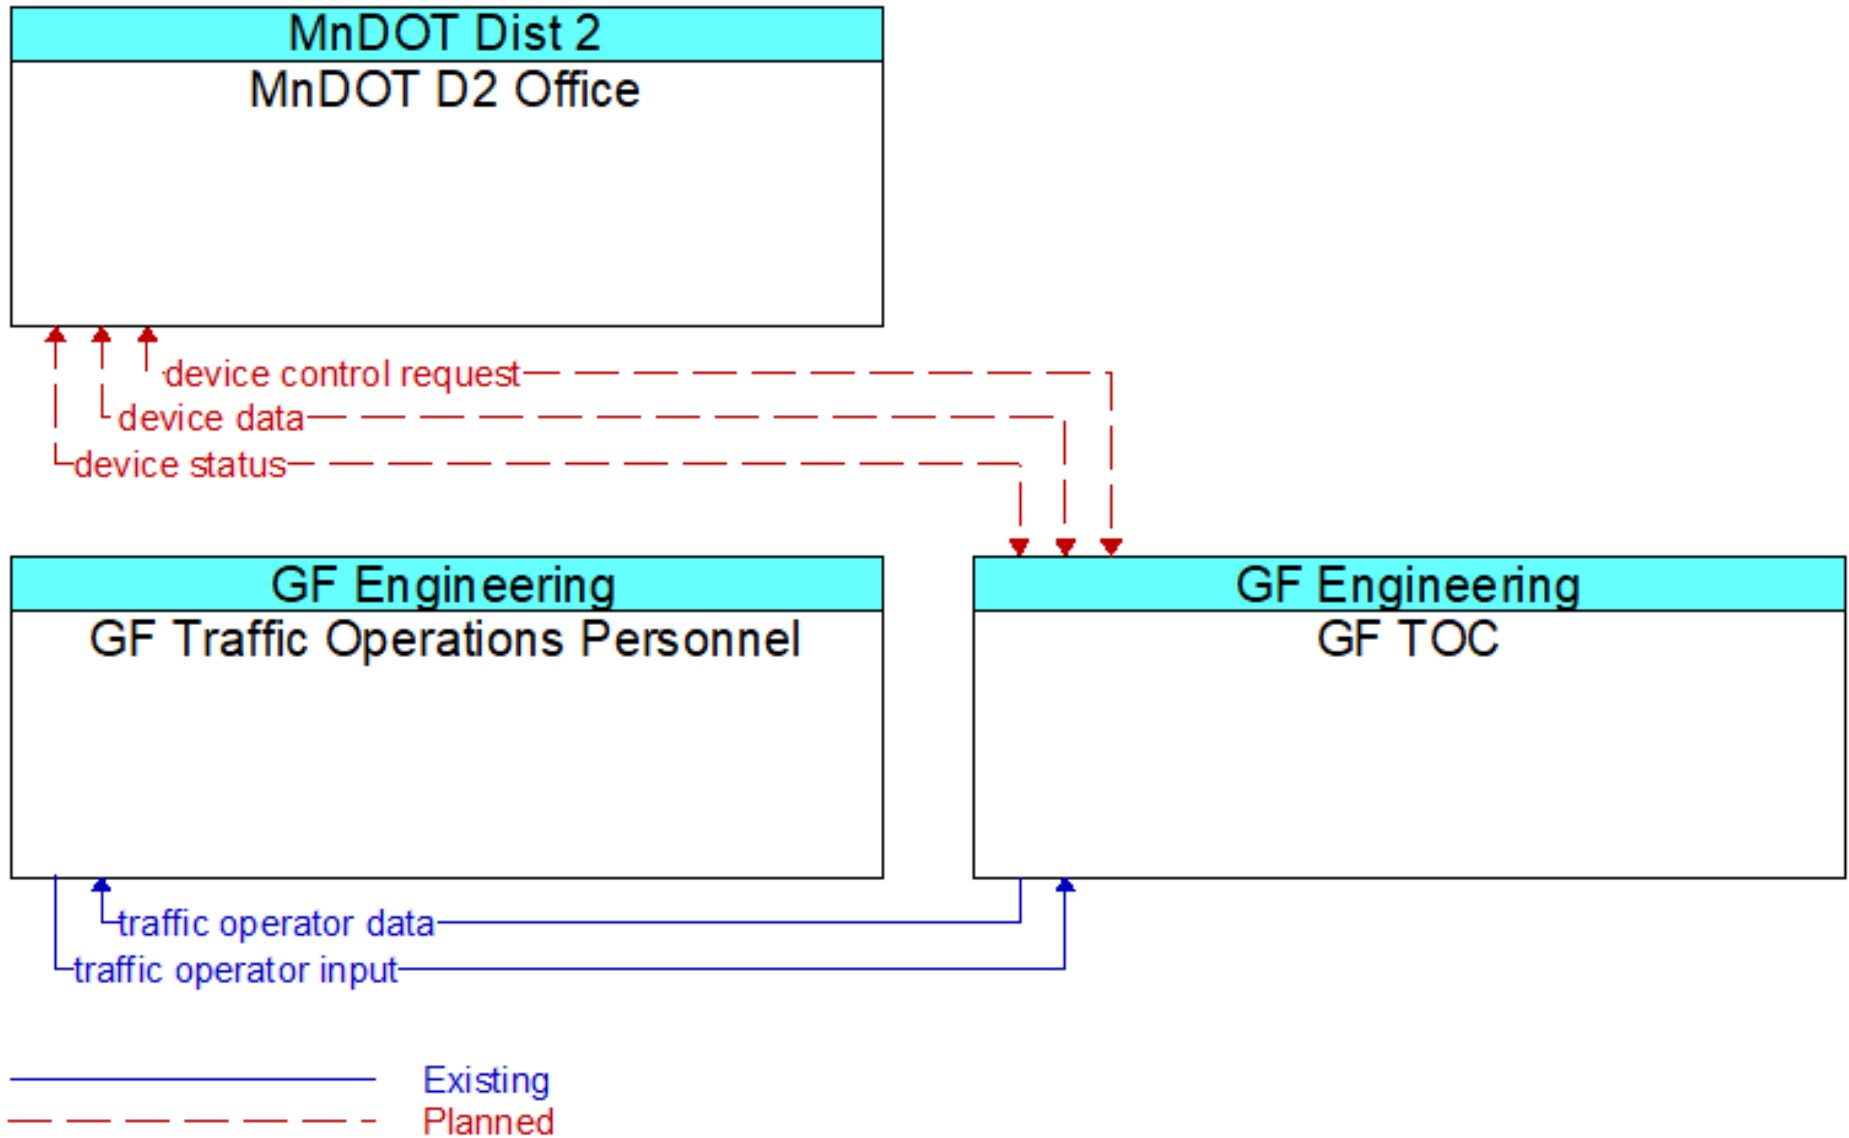 MnDOT Dist 2
MnDOT D2 Office
device control request
device data
device status
GF Engineering
GF Traffic Operations Personnel
GF Engineering
GF TOC
traffic operator data
traffic operator input
Existing
Planned